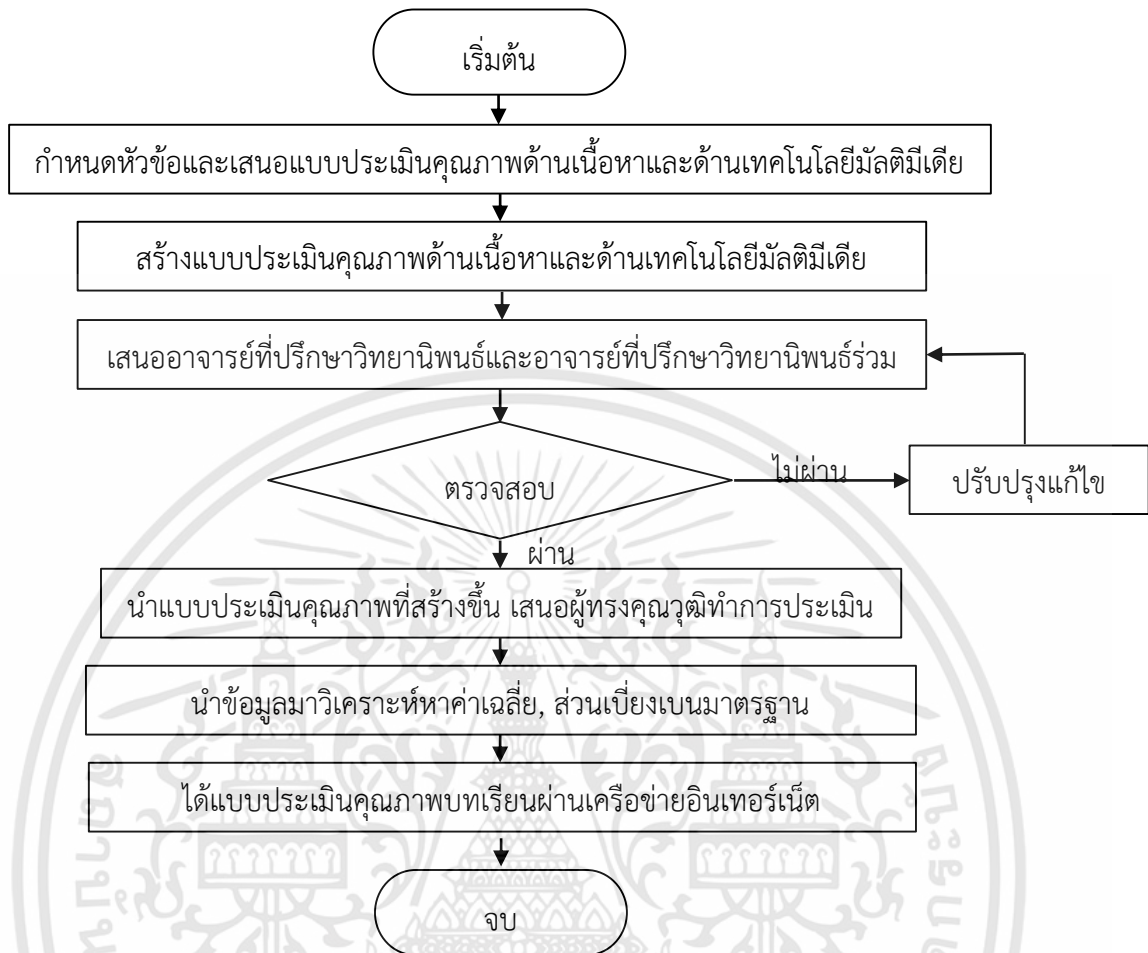 เริ่มต้น
กำหนดหัวข้อและเสนอแบบประเมินคุณภาพด้านเนื้อหาและด้านเทคโนโลยีมัลติมีเดีย
สร้างแบบประเมินคุณภาพด้านเนื้อหาและด้านเทคโนโลยีมัลติมีเดีย
เสนออาจารย์ที่ปรึกษาวิทยานิพนธ์และอาจารย์ที่ปรึกษาวิทยานิพนธ์ร่วม
ตรวจสอบ
ไม่ผ่าน
ปรับปรุงแก้ไข
ผ่าน
นำแบบประเมินคุณภาพที่สร้างขึ้น เสนอผู้ทรงคุณวุฒิทำการประเมิน
นำข้อมูลมาวิเคราะห์หาค่าเฉลี่ย, ส่วนเบี่ยงเบนมาตรฐาน
ได้แบบประเมินคุณภาพบทเรียนผ่านเครือข่ายอินเทอร์เน็ต
จบ